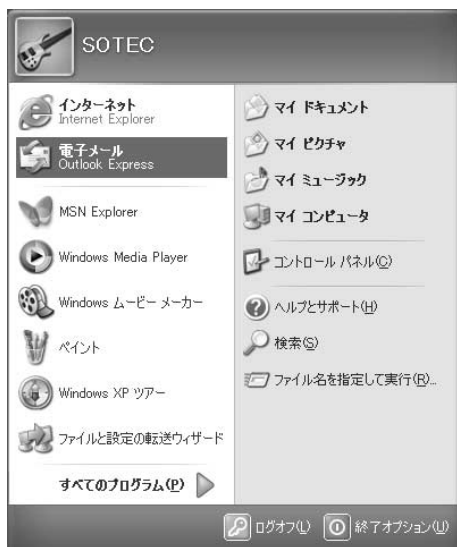 SOTEC
インターネット
Internet Explorer
電子メール
Outlook Express
MSN Explorer
Windows Media Player
Windows ムービー メーカー
ペイント
Windows XP ツアー
ファイルと設定の転送ウィザード
すべてのプログラム(P)
マイ ドキュメント
マイ ピクチャ
マイ ミュージック
マイ コンピュータ
コントロール パネル(C)
ヘルプとサポート(H)
検索(S)
ファイル名を指定して実行(R)...
ログオフ(L)
終了オプション(U)